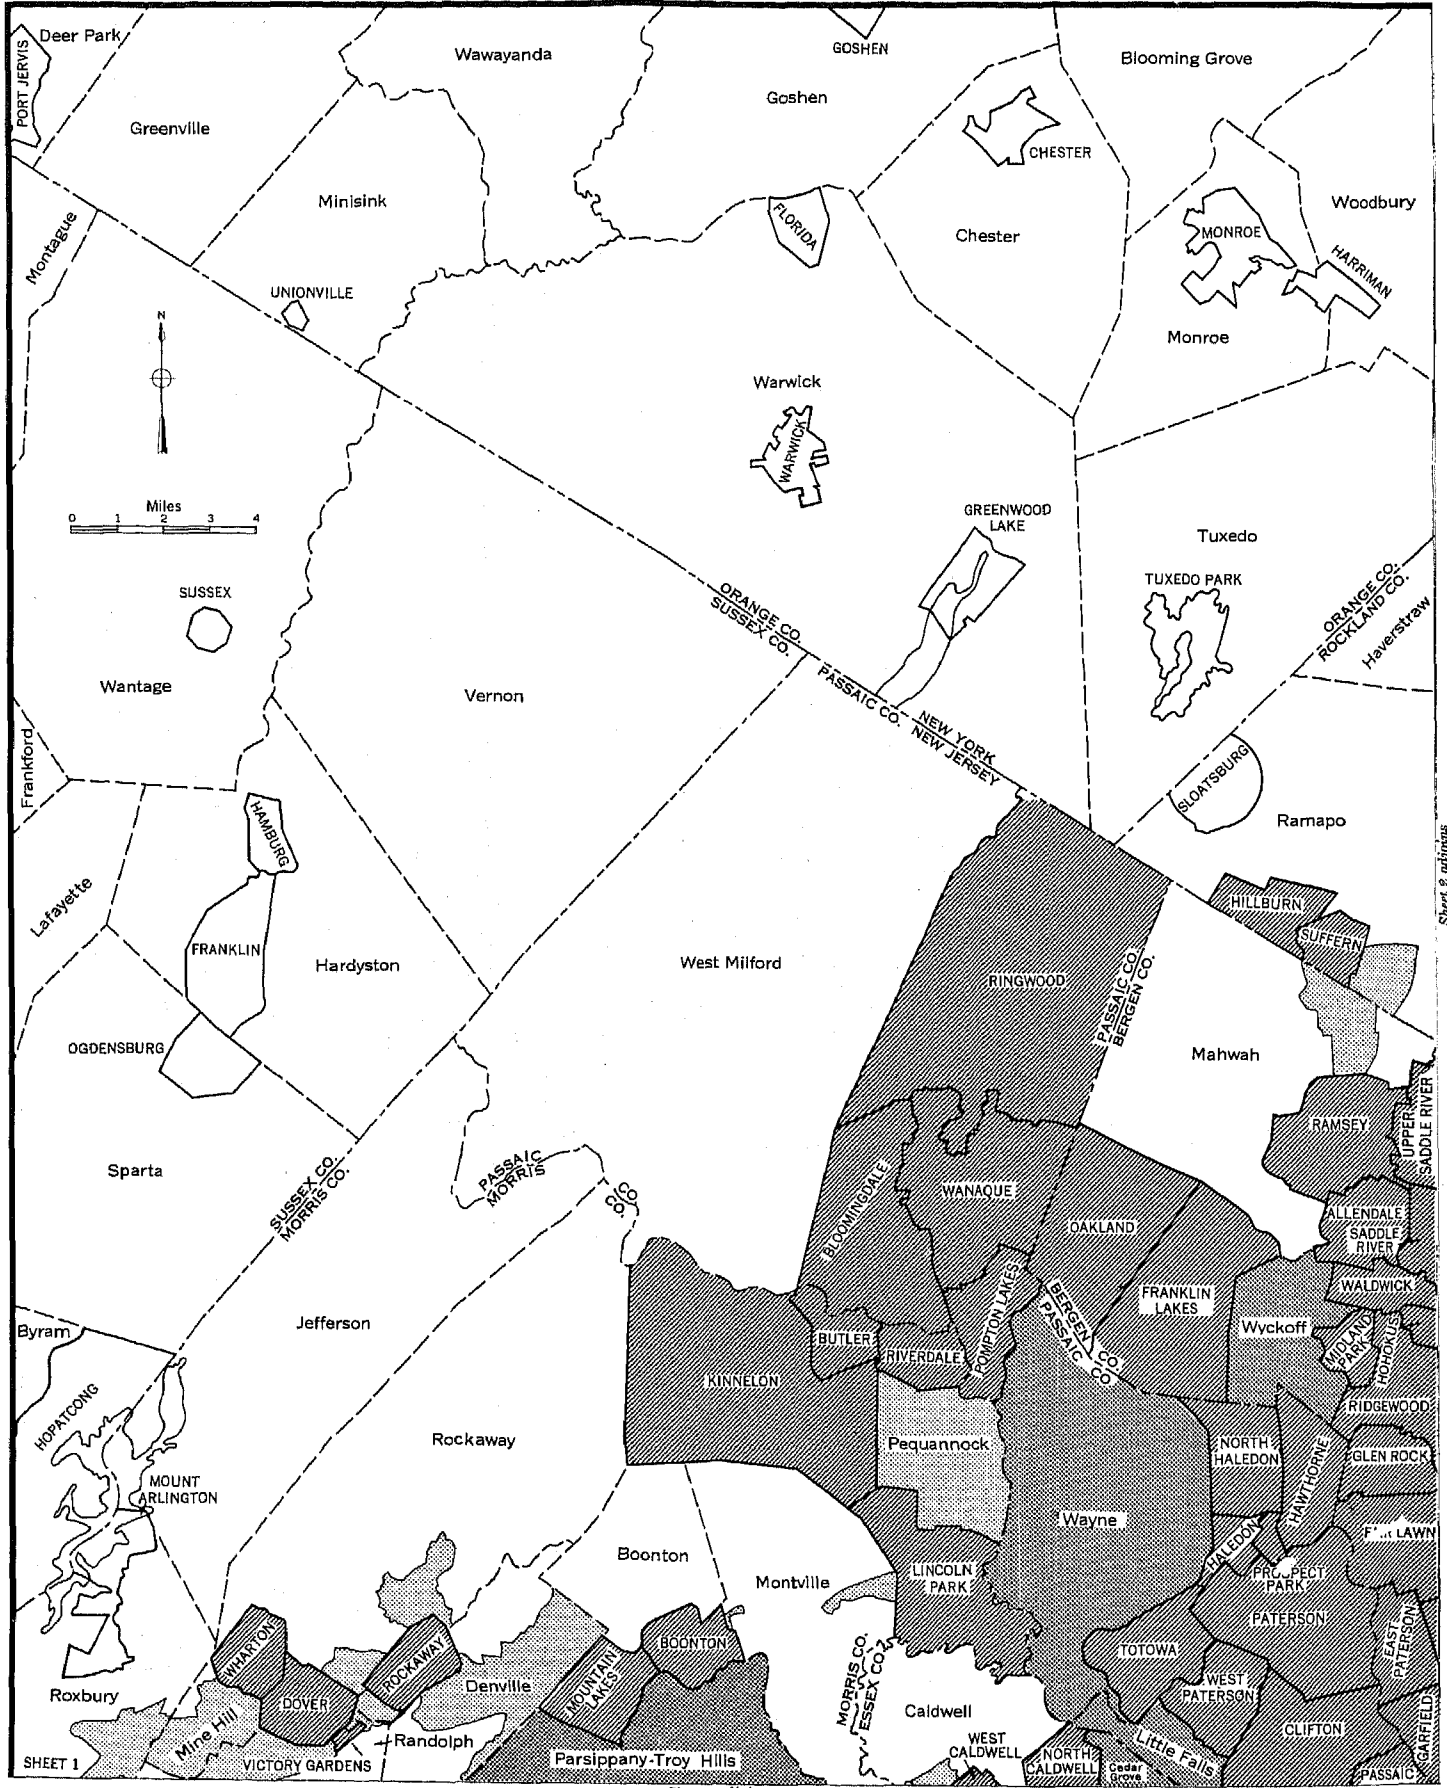 Deer Park
PORT JERVIS
Wawayanda
GOSHEN
Blooming Grove
Goshen
Greenville
CHESTER
Minisink
Woodbury
FLORIDA
Chester
MONROE
Montague
HARRIMAN
UNIONVILLE
N
Monroe
Warwick
WARWICK
Miles
0 1 2 3 4
GREENWOOD
LAKE
Tuxedo
TUXEDO PARK
SUSSEX
ORANGE CO.
SUSSEX CO.
ORANGE CO.
ROCKLAND CO.
Haverstraw
Wantage
Vernon
PASSAIC CO.
NEW YORK
NEW JERSEY
Frankford
SLOATSBURG
HAMBURG
Ramapo
Lafayette
HILLBURN
SUFFERN
FRANKLIN
Hardyston
West Milford
RINGWOOD
PASSAIC CO.
BERGEN CO.
OGDENSBURG
Mahwah
UPPER
SADDLE RIVER
RAMSEY
Sparta
PASSAIC
MORRIS
CO.
CO.
SUSSEX CO.
MORRIS CO.
BLOOMINGDALE
WANAQUE
OAKLAND
ALLENDALE
SADDLE
RIVER
WALDWICK
FRANKLIN
LAKES
POMPTON LAKES
BERGEN
PASSAIC
CO.
CO.
Byram
Jefferson
BUTLER
RIVERDALE
Wyckoff
MIDLAND
PARK
HOHOKUS
KINNELON
RIDGEWOOD
HOPATCONG
Rockaway
Pequannock
NORTH
HALEDON
HAWTHORNE
GLEN ROCK
MOUNT
ARLINGTON
Wayne
LAWN
HALEDON
Boonton
Montville
LINCOLN
PARK
PROSPECT
PARK
PATERSON
EAST
PATERSON
WHARTON
ROCKAWAY
BOONTON
TOTOWA
WEST
PATERSON
Roxbury
DOVER
Denville
MOUNTAIN
LAKES
MORRIS CO.
ESSEX CO.
Caldwell
CLIFTON
GARFIELD
Mine Hill
Randolph
WEST
CALDWELL
Little Falls
SHEET 1
VICTORY GARDENS
Parsippany-Troy Hills
NORTH
CALDWELL
Cedar
Grove
PASSAIC